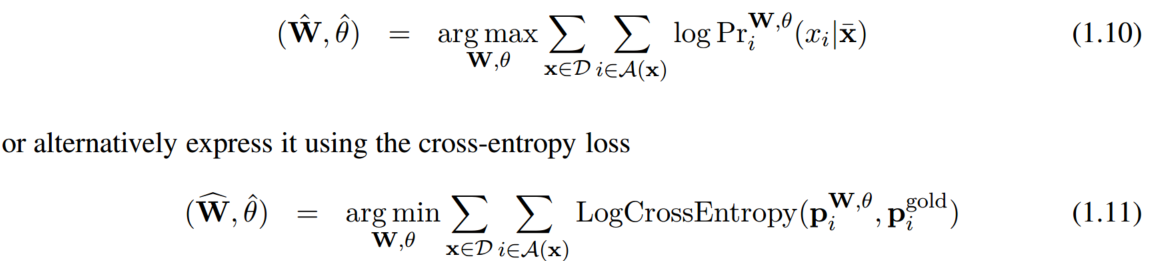 (Ŵ, θ̂) = arg max_{W,θ} ∑_{x∈𝒟} ∑_{i∈𝒜(x)} log Pr_i^{W,θ}(x_i|x̄) (1.10)
or alternatively express it using the cross-entropy loss
(Ŵ, θ̂) = arg min_{W,θ} ∑_{x∈𝒟} ∑_{i∈𝒜(x)} LogCrossEntropy(p_i^{W,θ}, p_i^{gold}) (1.11)